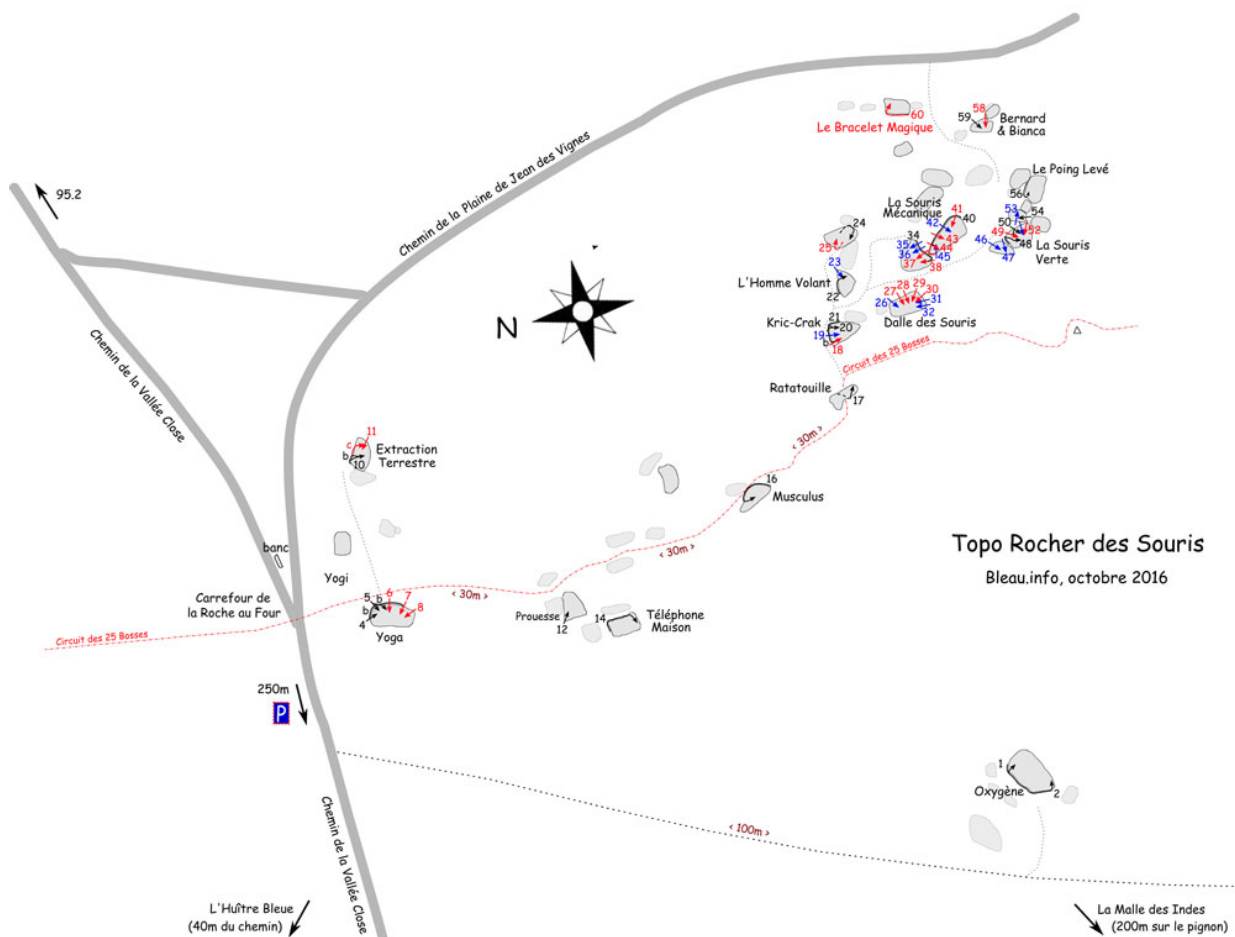 60
Le Bracelet Magique
58
59
Bernard
& Bianca
95.2
Chemin de la Plaine de Jean des Vignes
Le Poing Levé
56
La Souris
Mécanique
41
40
42
43
44
45
53
54
50
49
52
48
46
47
La Souris
Verte
24
25
34
35
36
37
38
23
L'Homme Volant
22
27
28
29
30
26
31
32
Dalle des Souris
Kric-Crak
21
20
19
b
18
N
Circuit des 25 Bosses
Chemin de la Vallée Close
Ratatouille
17
< 30m >
11
c
b
10
Extraction
Terrestre
16
Musculus
< 30m >
Topo Rocher des Souris
Bleau.info, octobre 2016
banc
Yogi
Carrefour de
la Roche au Four
5
b
6
7
8
b
4
Yoga
< 30m >
Prouesse
12
14
Téléphone
Maison
Circuit des 25 Bosses
250m
P
1
2
Oxygène
Chemin de la Vallée Close
< 100m >
L'Huître Bleue
(40m du chemin)
La Malle des Indes
(200m sur le pignon)